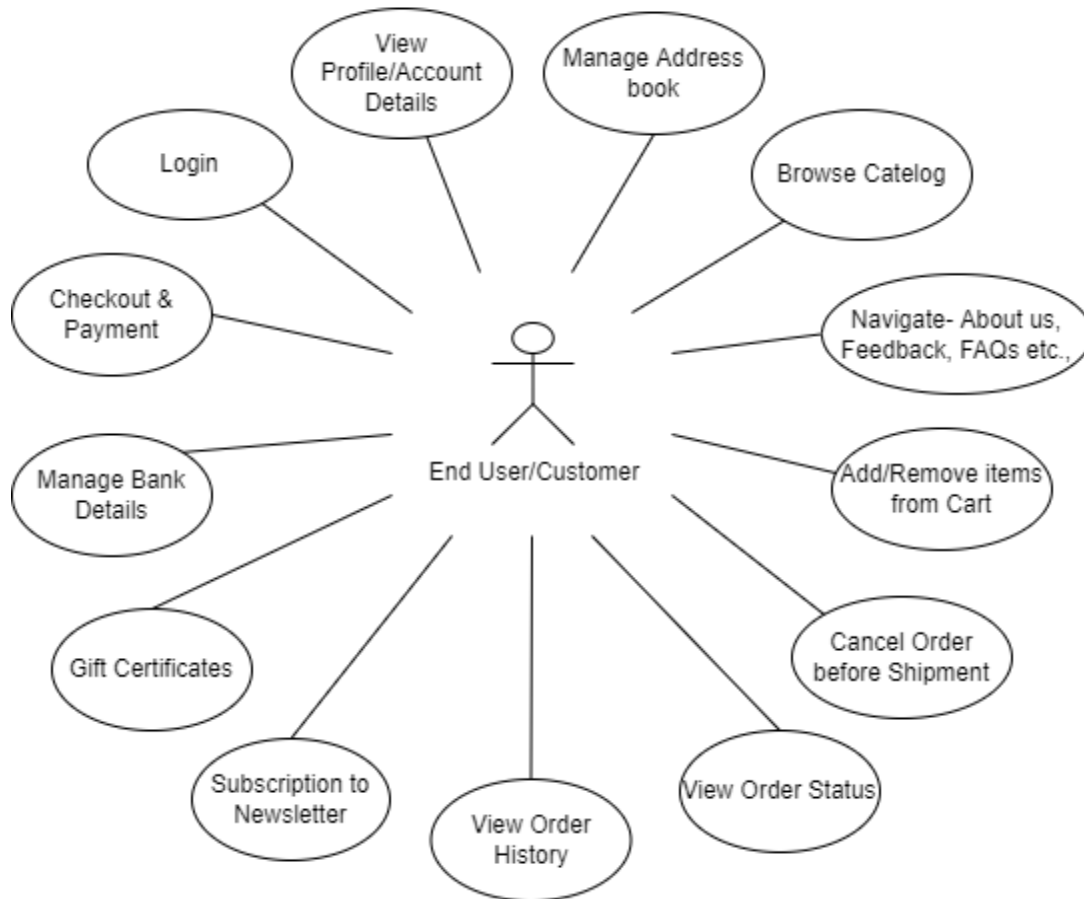 View
Profile/Account
Details
Manage Address
book
Login
Browse Catelog
Checkout &
Payment
Navigate- About us,
Feedback, FAQs etc.,
End User/Customer
Manage Bank
Details
Add/Remove items
from Cart
Gift Certificates
Cancel Order
before Shipment
Subscription to
Newsletter
View Order Status
View Order
History